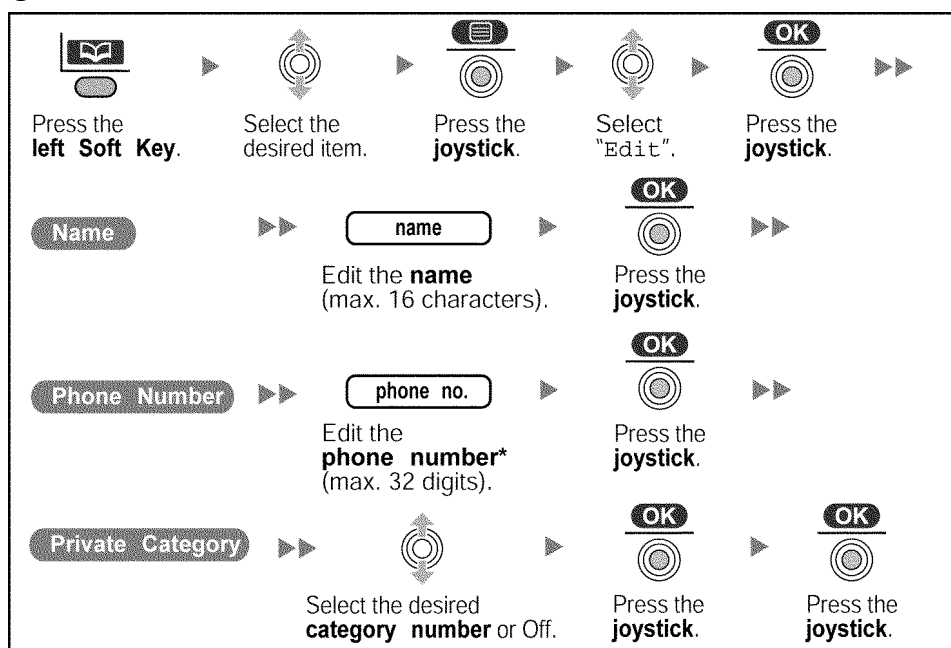 OK
Press the
left Soft Key.
Select the
desired item.
Press the
joystick.
Select
"Edit".
Press the
joystick.
OK
Name
name
Edit the name
(max. 16 characters).
Press the
joystick.
OK
Phone Number
phone no.
Edit the
phone number*
(max. 32 digits).
Press the
joystick.
OK
OK
Private Category
Select the desired
category number or Off.
Press the
joystick.
Press the
joystick.